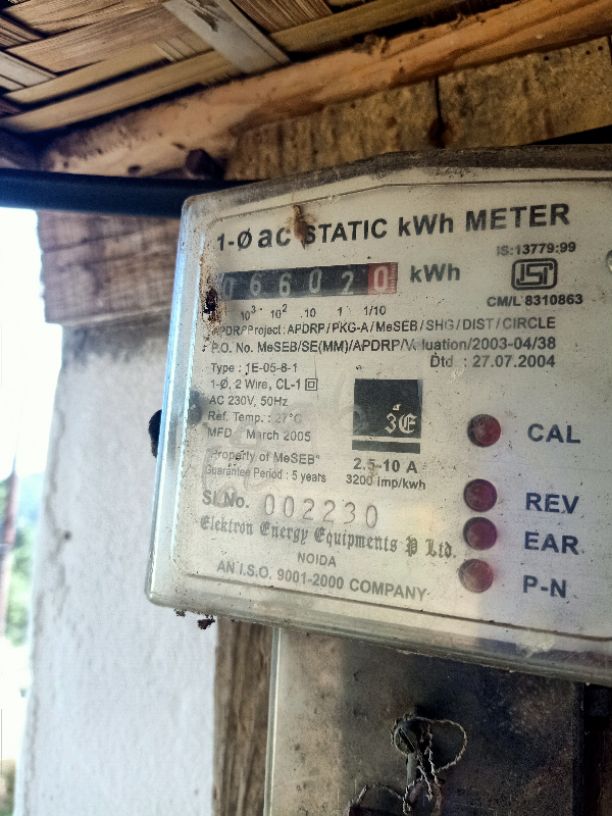 1-Ø ac STATIC kWh METER
IS:13779:99
066020 kWh
CM/L 8310863
10³ 10² 10 1 1/10
APDRP Project : APDRP/PKG-A/MeSEB/SHG/DIST/CIRCLE
P.O. No. MeSEB/SE(MM)/APDRP/Valuation/2003-04/38
Dtd : 27.07.2004
Type : 1E-05-8-1
1-Ø, 2 Wire, CL-1
AC 230V, 50Hz
Ref. Temp. : 27°C
MFD March 2005
3E
"Property of MeSEB"
Guarantee Period : 5 years
2.5-10 A
3200 imp/kwh
Sl.No. 002230
Elektron Energy Equipments P Ltd.
NOIDA
AN I.S.O. 9001-2000 COMPANY
CAL
REV
EAR
P-N